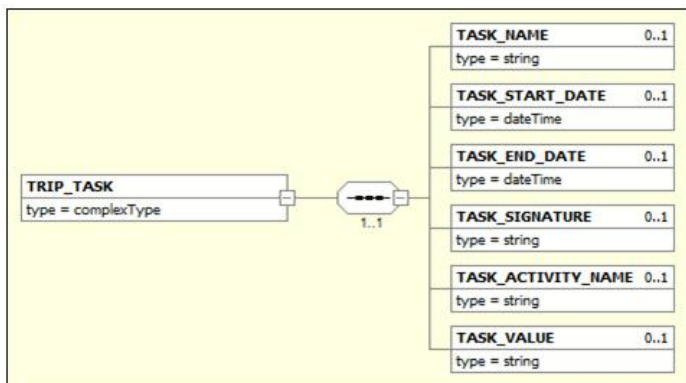 TASK_NAME 0..1
type = string
TASK_START_DATE 0..1
type = dateTime
TASK_END_DATE 0..1
type = dateTime
TRIP_TASK
type = complexType
1..1
TASK_SIGNATURE 0..1
type = string
TASK_ACTIVITY_NAME 0..1
type = string
TASK_VALUE 0..1
type = string